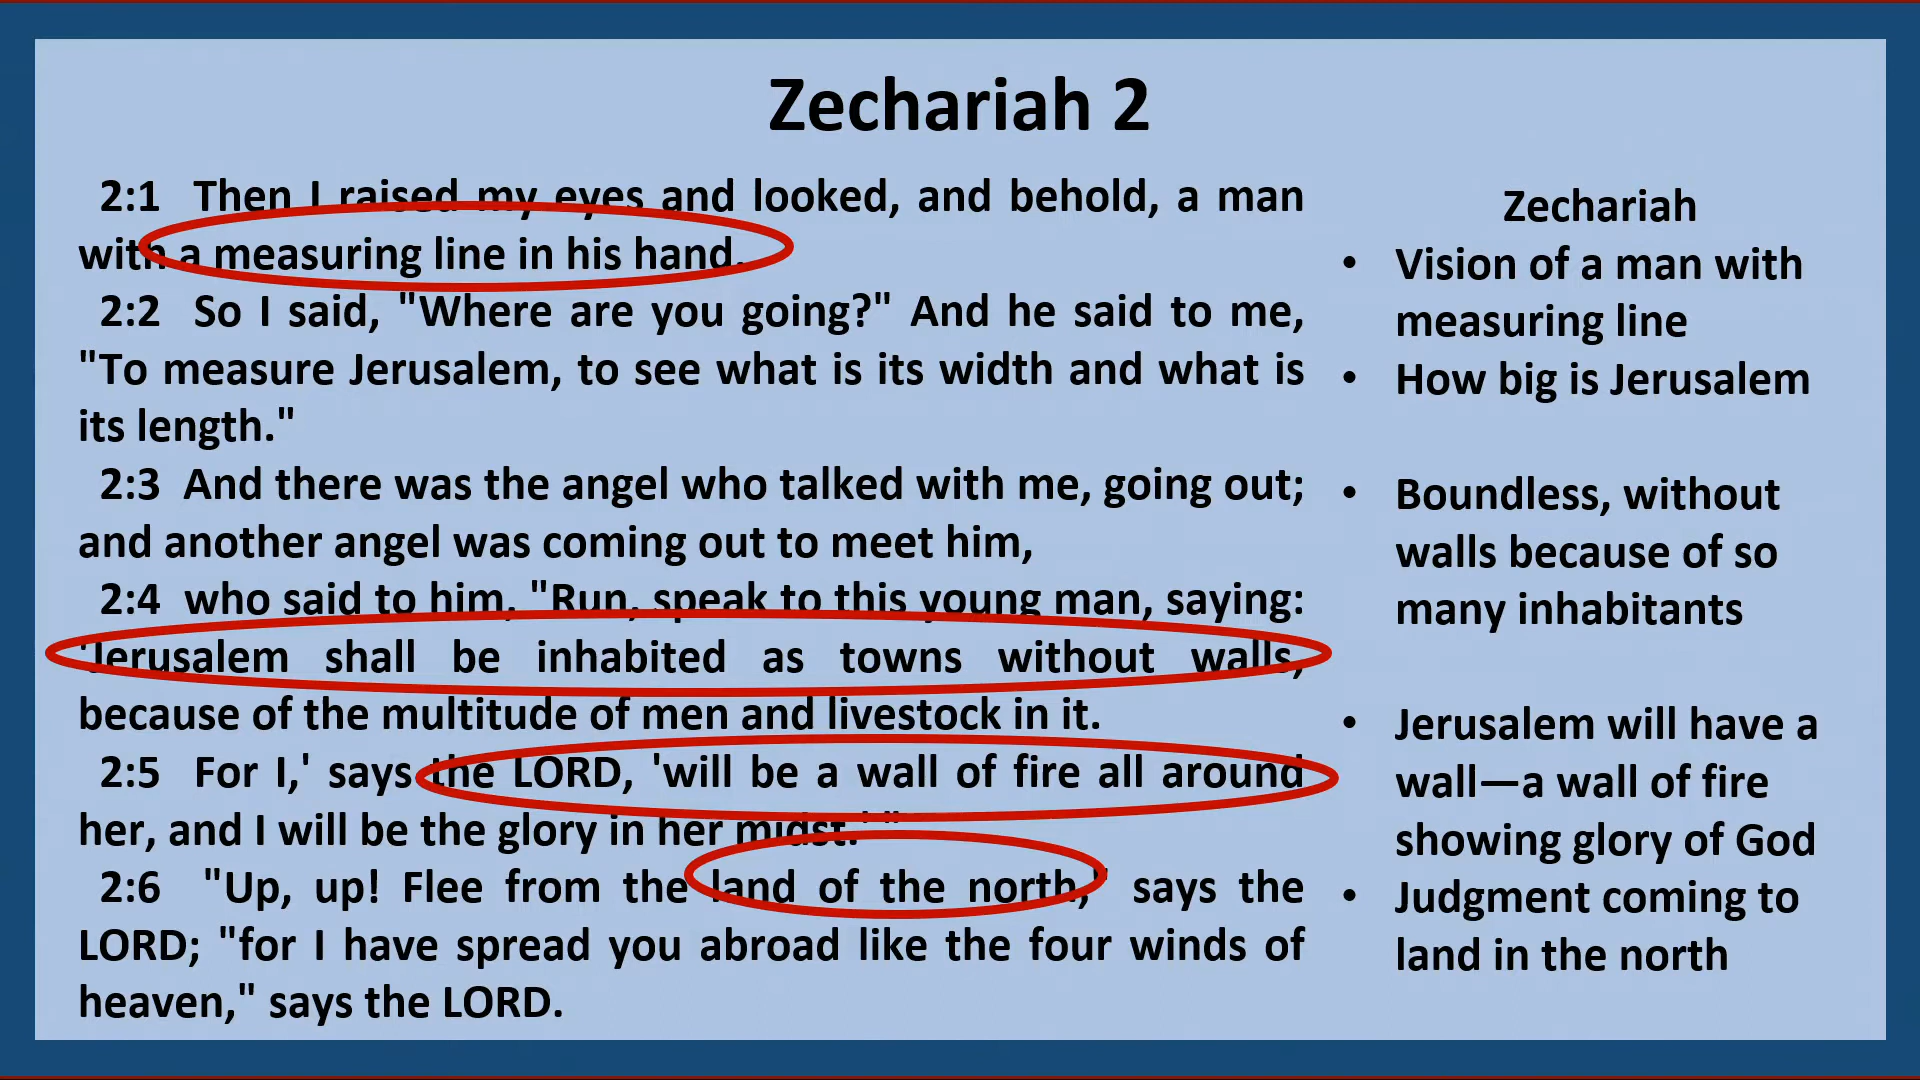 Zechariah 2
2:1 Then I raised my eyes and looked, and behold, a man
with a measuring line in his hand.
2:2 So I said, "Where are you going?" And he said to me,
"To measure Jerusalem, to see what is its width and what is
its length."
2:3 And there was the angel who talked with me, going out;
and another angel was coming out to meet him,
2:4 who said to him, "Run, speak to this young man, saying:
'Jerusalem shall be inhabited as towns without walls,
because of the multitude of men and livestock in it.
2:5 For I,' says the LORD, 'will be a wall of fire all around
her, and I will be the glory in her midst.' "
2:6 "Up, up! Flee from the land of the north," says the
LORD; "for I have spread you abroad like the four winds of
heaven," says the LORD.
Zechariah
• Vision of a man with
measuring line
• How big is Jerusalem
• Boundless, without
walls because of so
many inhabitants
• Jerusalem will have a
wall—a wall of fire
showing glory of God
• Judgment coming to
land in the north